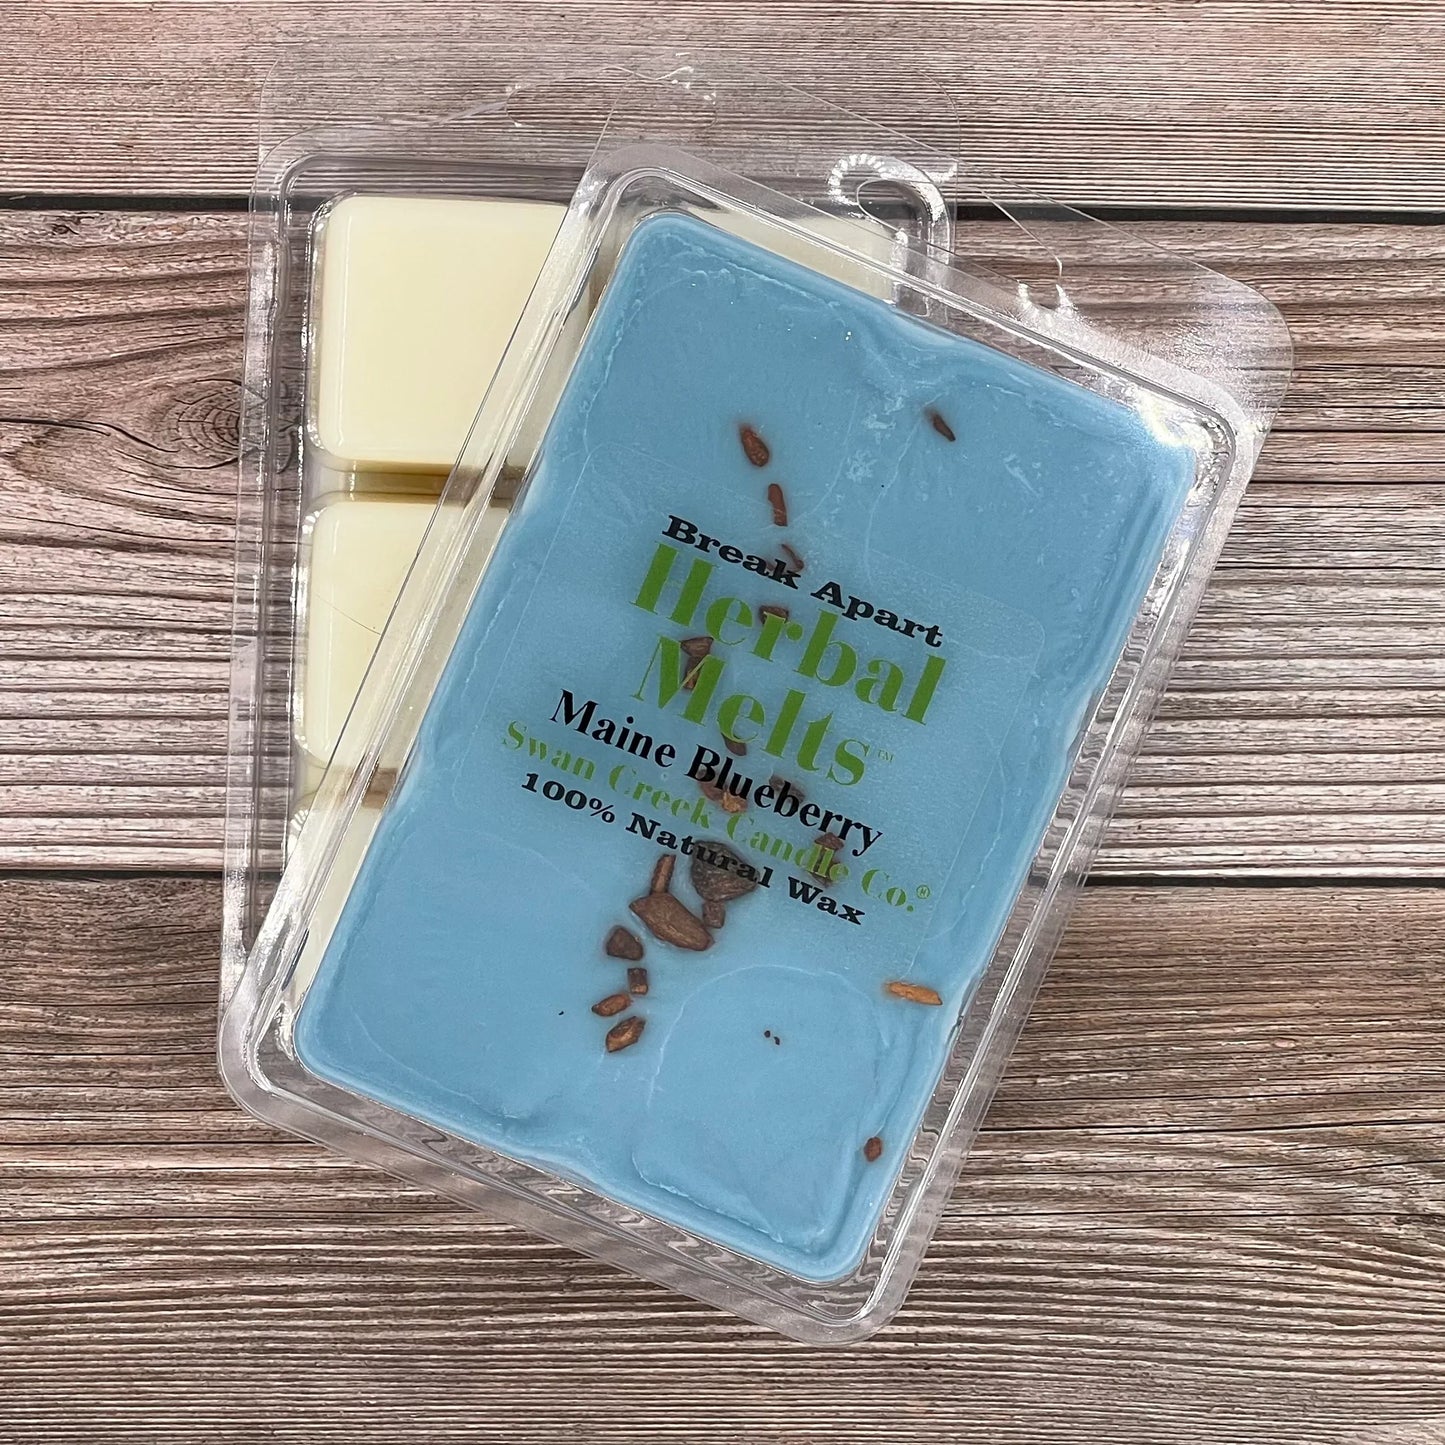 Break Apart
Herbal
Melts™
Maine Blueberry
Swan Creek Candle Co.®
100% Natural Wax